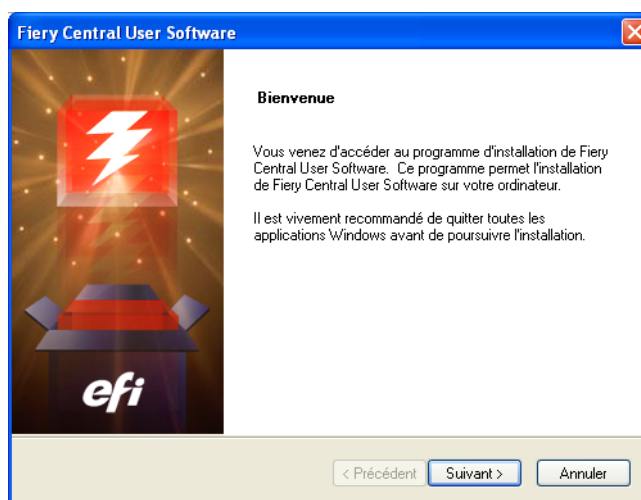 Fiery Central User Software
Bienvenue
Vous venez d'accéder au programme d'installation de Fiery
Central User Software. Ce programme permet l'installation
de Fiery Central User Software sur votre ordinateur.
Il est vivement recommandé de quitter toutes les
applications Windows avant de poursuivre l'installation.
efi
< Précédent
Suivant >
Annuler